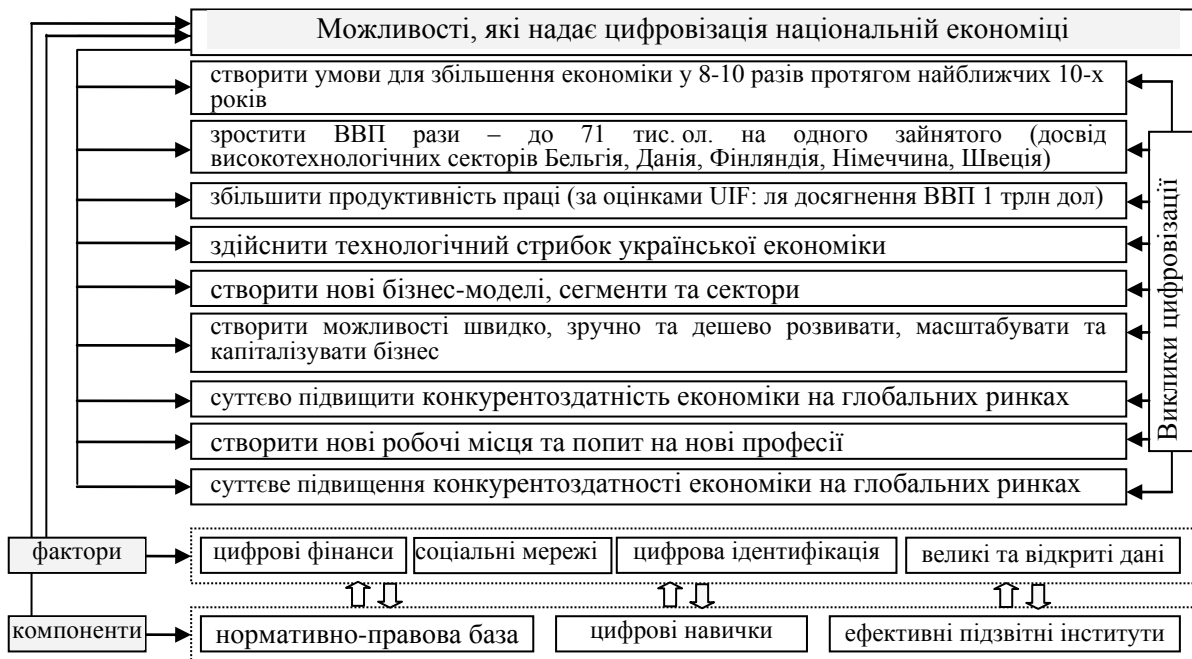 Можливості, які надає цифровізація національній економіці
створити умови для збільшення економіки у 8-10 разів протягом найближчих 10-х
років
зростити ВВП рази – до 71 тис. ол. на одного зайнятого (досвід
високотехнологічних секторів Бельгія, Данія, Фінляндія, Німеччина, Швеція)
збільшити продуктивність праці (за оцінками UIF: ля досягнення ВВП 1 трлн дол)
здійснити технологічний стрибок української економіки
створити нові бізнес-моделі, сегменти та сектори
створити можливості швидко, зручно та дешево розвивати, масштабувати та
капіталізувати бізнес
суттєво підвищити конкурентоздатність економіки на глобальних ринках
створити нові робочі місця та попит на нові професії
суттєве підвищення конкурентоздатності економіки на глобальних ринках
Виклики цифровізації
фактори
цифрові фінанси
соціальні мережі
цифрова ідентифікація
великі та відкриті дані
компоненти
нормативно-правова база
цифрові навички
ефективні підзвітні інститути